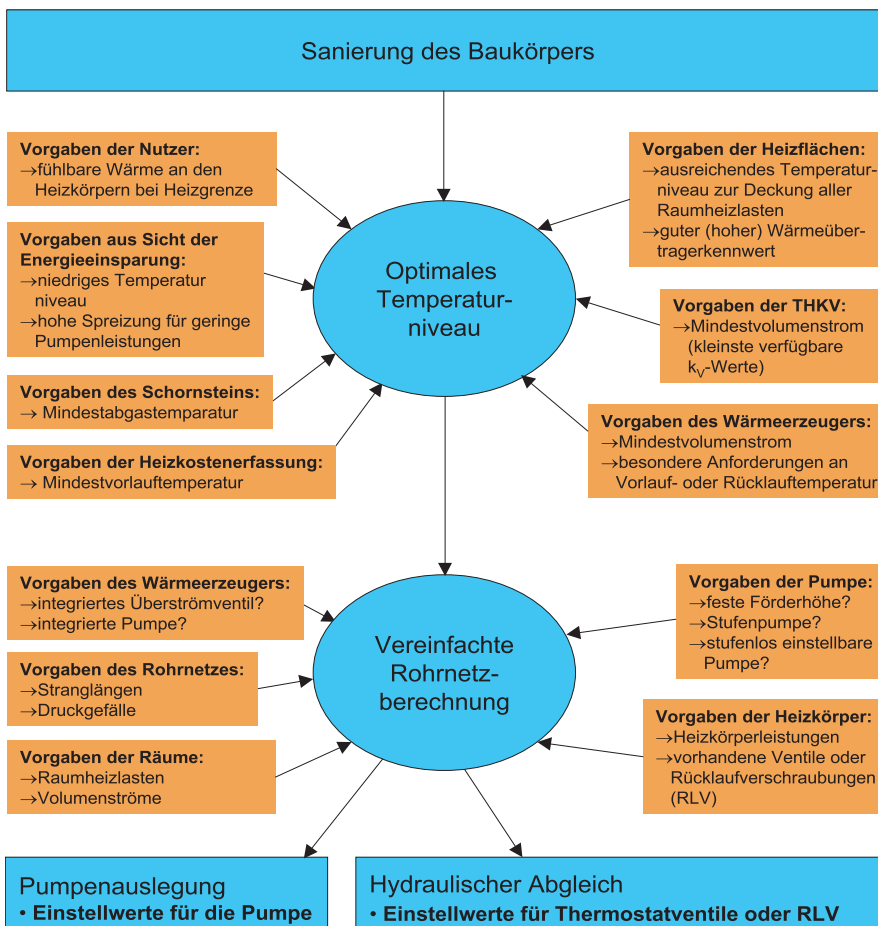 Sanierung des Baukörpers
Vorgaben der Nutzer:
→fühlbare Wärme an den
Heizkörpern bei Heizgrenze
Vorgaben aus Sicht der
Energieeinsparung:
→niedriges Temperatur
niveau
→hohe Spreizung für geringe
Pumpenleistungen
Vorgaben des Schornsteins:
→ Mindestabgastemparatur
Vorgaben der Heizkostenerfassung:
→ Mindestvorlauftemperatur
Optimales
Temperatur-
niveau
Vorgaben der Heizflächen:
→ausreichendes Temperatur-
niveau zur Deckung aller
Raumheizlasten
→guter (hoher) Wärmeüber-
tragerkennwert
Vorgaben der THKV:
→Mindestvolumenstrom
(kleinste verfügbare
kV-Werte)
Vorgaben des Wärmeerzeugers:
→Mindestvolumenstrom
→besondere Anforderungen an
Vorlauf- oder Rücklauftemperatur
Vorgaben des Wärmeerzeugers:
→integriertes Überströmventil?
→integrierte Pumpe?
Vorgaben des Rohrnetzes:
→Stranglängen
→Druckgefälle
Vorgaben der Räume:
→Raumheizlasten
→Volumenströme
Vereinfachte
Rohrnetz-
berechnung
Vorgaben der Pumpe:
→feste Förderhöhe?
→Stufenpumpe?
→stufenlos einstellbare
Pumpe?
Vorgaben der Heizkörper:
→Heizkörperleistungen
→vorhandene Ventile oder
Rücklaufverschraubungen
(RLV)
Pumpenauslegung
• Einstellwerte für die Pumpe
Hydraulischer Abgleich
• Einstellwerte für Thermostatventile oder RLV